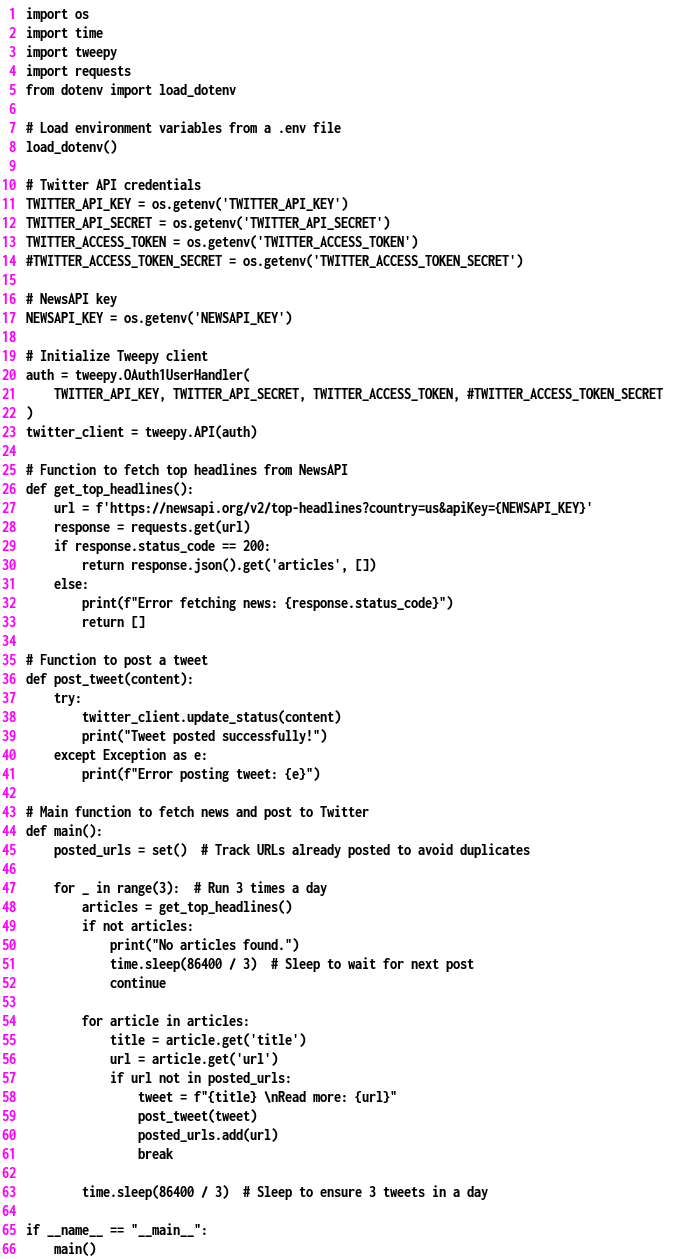 1 import os
2 import time
3 import tweepy
4 import requests
5 from dotenv import load_dotenv
6
7 # Load environment variables from a .env file
8 load_dotenv()
9
10 # Twitter API credentials
11 TWITTER_API_KEY = os.getenv('TWITTER_API_KEY')
12 TWITTER_API_SECRET = os.getenv('TWITTER_API_SECRET')
13 TWITTER_ACCESS_TOKEN = os.getenv('TWITTER_ACCESS_TOKEN')
14 #TWITTER_ACCESS_TOKEN_SECRET = os.getenv('TWITTER_ACCESS_TOKEN_SECRET')
15
16 # NewsAPI key
17 NEWSAPI_KEY = os.getenv('NEWSAPI_KEY')
18
19 # Initialize Tweepy client
20 auth = tweepy.OAuth1UserHandler(
21     TWITTER_API_KEY, TWITTER_API_SECRET, TWITTER_ACCESS_TOKEN, #TWITTER_ACCESS_TOKEN_SECRET
22 )
23 twitter_client = tweepy.API(auth)
24
25 # Function to fetch top headlines from NewsAPI
26 def get_top_headlines():
27     url = f'https://newsapi.org/v2/top-headlines?country=us&apiKey={NEWSAPI_KEY}'
28     response = requests.get(url)
29     if response.status_code == 200:
30         return response.json().get('articles', [])
31     else:
32         print(f"Error fetching news: {response.status_code}")
33         return []
34
35 # Function to post a tweet
36 def post_tweet(content):
37     try:
38         twitter_client.update_status(content)
39         print("Tweet posted successfully!")
40     except Exception as e:
41         print(f"Error posting tweet: {e}")
42
43 # Main function to fetch news and post to Twitter
44 def main():
45     posted_urls = set()  # Track URLs already posted to avoid duplicates
46
47     for _ in range(3):  # Run 3 times a day
48         articles = get_top_headlines()
49         if not articles:
50             print("No articles found.")
51             time.sleep(86400 / 3)  # Sleep to wait for next post
52             continue
53
54         for article in articles:
55             title = article.get('title')
56             url = article.get('url')
57             if url not in posted_urls:
58                 tweet = f"{title} \nRead more: {url}"
59                 post_tweet(tweet)
60                 posted_urls.add(url)
61                 break
62
63         time.sleep(86400 / 3)  # Sleep to ensure 3 tweets in a day
64
65 if __name__ == "__main__":
66     main()